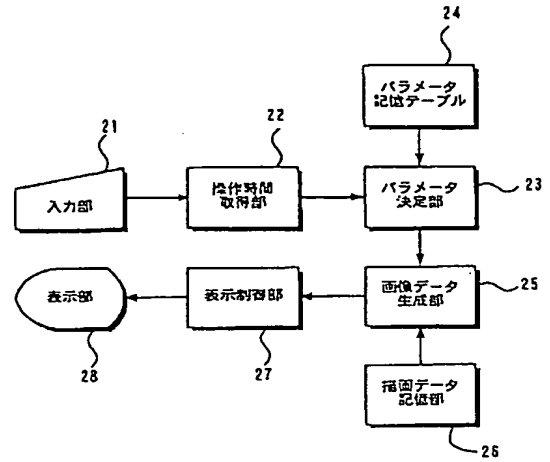 24
パラメータ
記憶テーブル
21
22
入力部
操作時間
取得部
パラメータ
決定部
23
表示部
表示制御部
画像データ
生成部
25
28
27
描画データ
記憶部
26